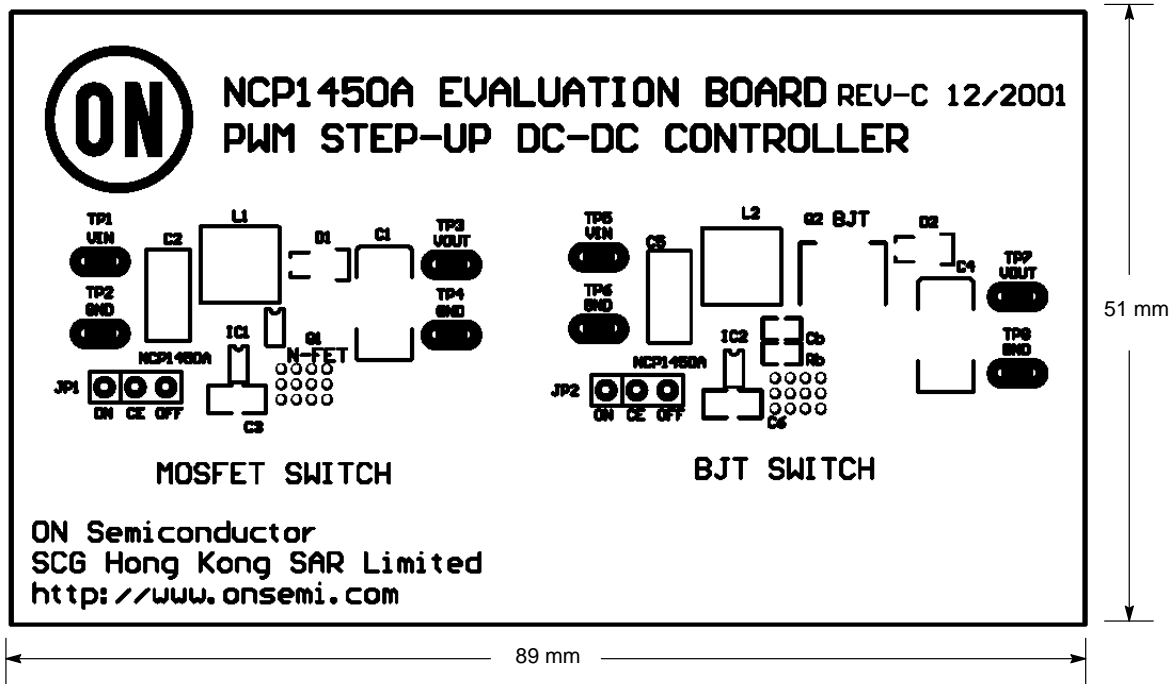 ON
NCP1450A EVALUATION BOARD REV-C 12/2001
PWM STEP-UP DC-DC CONTROLLER
TP1
VIN
C2
L1
D1
C1
TP3
VOUT
TP2
GND
TP4
GND
IC1
Q1
N-FET
NCP1450A
JP1
ON CE OFF
C3
MOSFET SWITCH
TP5
VIN
C5
L2
Q2 BJT
D2
C4
TP7
VOUT
TP6
GND
IC2
Cb
Rb
TP8
GND
NCP1450A
JP2
ON CE OFF
C6
BJT SWITCH
51 mm
ON Semiconductor
SCG Hong Kong SAR Limited
http://www.onsemi.com
89 mm